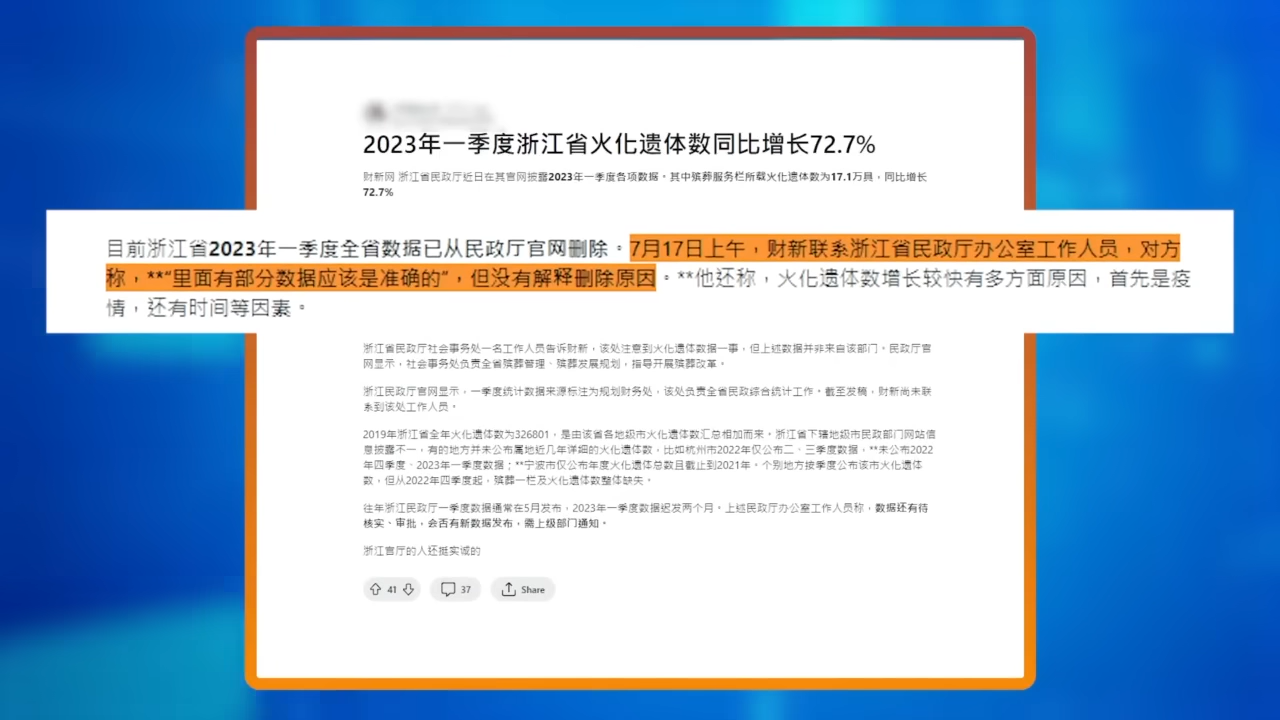 2023年一季度浙江省火化遗体数同比增长72.7%
财新网 浙江省民政厅近日在其官网披露2023年一季度各项数据。其中殡葬服务栏所载火化遗体数为17.1万具，同比增长
72.7%
目前浙江省2023年一季度全省数据已从民政厅官网删除。7月17日上午，财新联系浙江省民政厅办公室工作人员，对方
称，**“里面有部分数据应该是准确的”，但没有解释删除原因。**他还称，火化遗体数增长较快有多方面原因，首先是疫
情，还有时间等因素。
浙江省民政厅社会事务处一名工作人员告诉财新，该处注意到火化遗体数据一事，但上述数据并非来自该部门。民政厅官
网显示，社会事务处负责全省殡葬管理、殡葬发展规划，指导开展殡葬改革。
浙江民政厅官网显示，一季度统计数据来源标注为规划财务处，该处负责全省民政综合统计工作。截至发稿，财新尚未联
系到该处工作人员。
2019年浙江省全年火化遗体数为326801，是由该省各地级市火化遗体数汇总相加而来。浙江省下辖地级市民政部门网站信
息披露不一，有的地方并未公布属地近几年详细的火化遗体数，比如杭州市2022年仅公布二、三季度数据，**未公布2022
年四季度、2023年一季度数据；**宁波市仅公布年度火化遗体总数且截止到2021年。个别地方按季度公布该市火化遗体
数，但从2022年四季度起，殡葬一栏及火化遗体数整体缺失。
往年浙江民政厅一季度数据通常在5月发布，2023年一季度数据迟发两个月。上述民政厅办公室工作人员称，数据还有待
核实、审批，会否有新数据发布，需上级部门通知。
浙江官厅的人还挺实诚的
41 37 Share